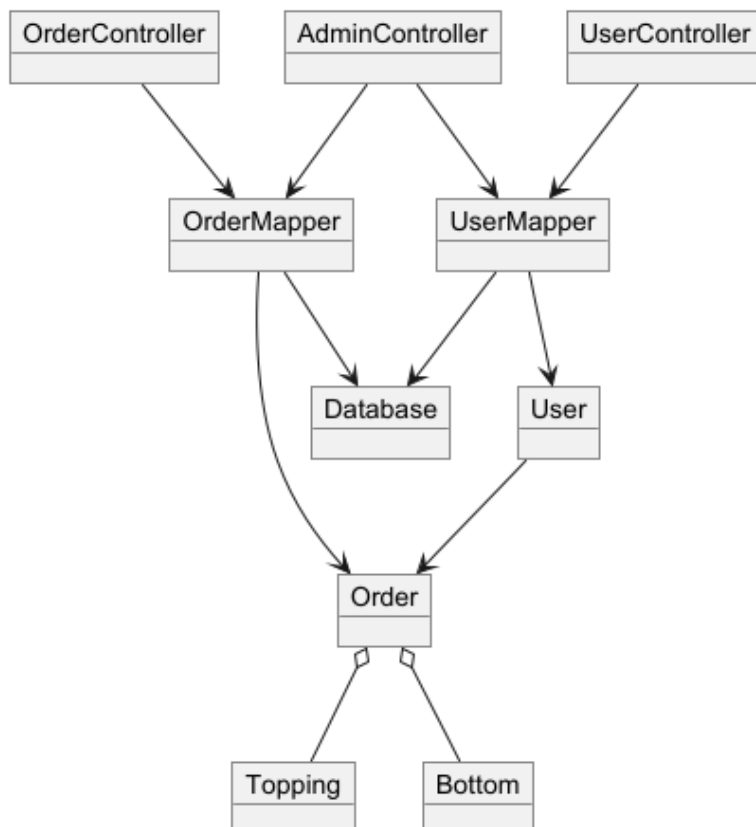 OrderController
AdminController
UserController
OrderMapper
UserMapper
Database
User
Order
Topping
Bottom